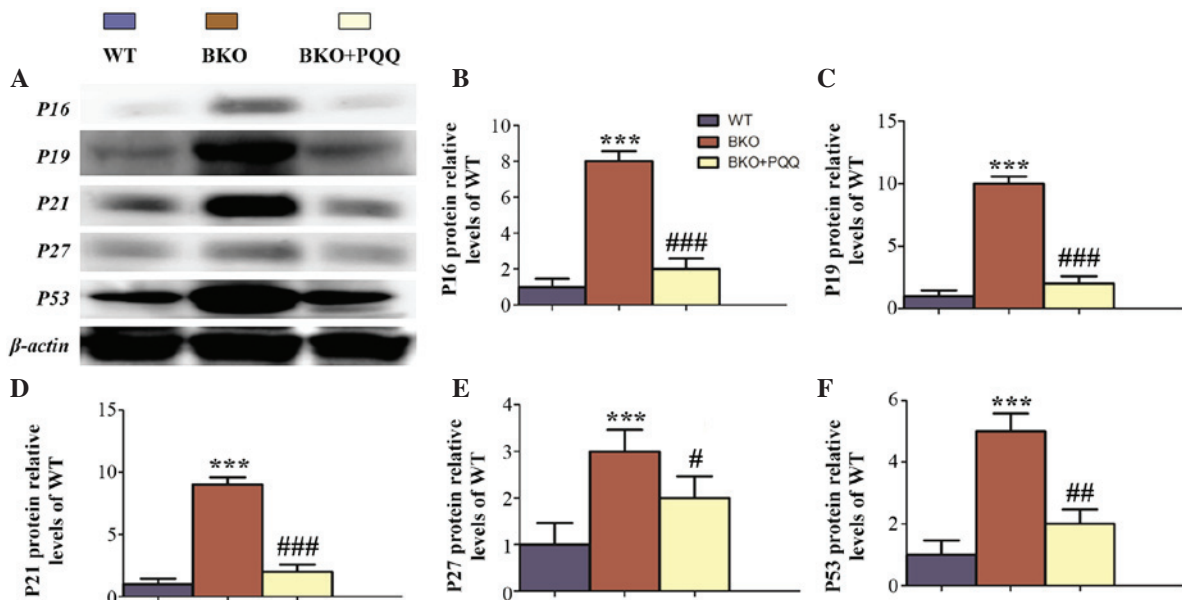 WT BKO BKO+PQQ
A
P16
P19
P21
P27
P53
β-actin
B
P16 protein relative
levels of WT
10
8
6
4
2
0
***
###
WT
BKO
BKO+PQQ
C
P19 protein relative
levels of WT
15
10
5
0
***
###
D
P21 protein relative
levels of WT
15
10
5
0
***
###
E
P27 protein relative
levels of WT
4
3
2
1
0
***
#
F
P53 protein relative
levels of WT
6
4
2
0
***
##